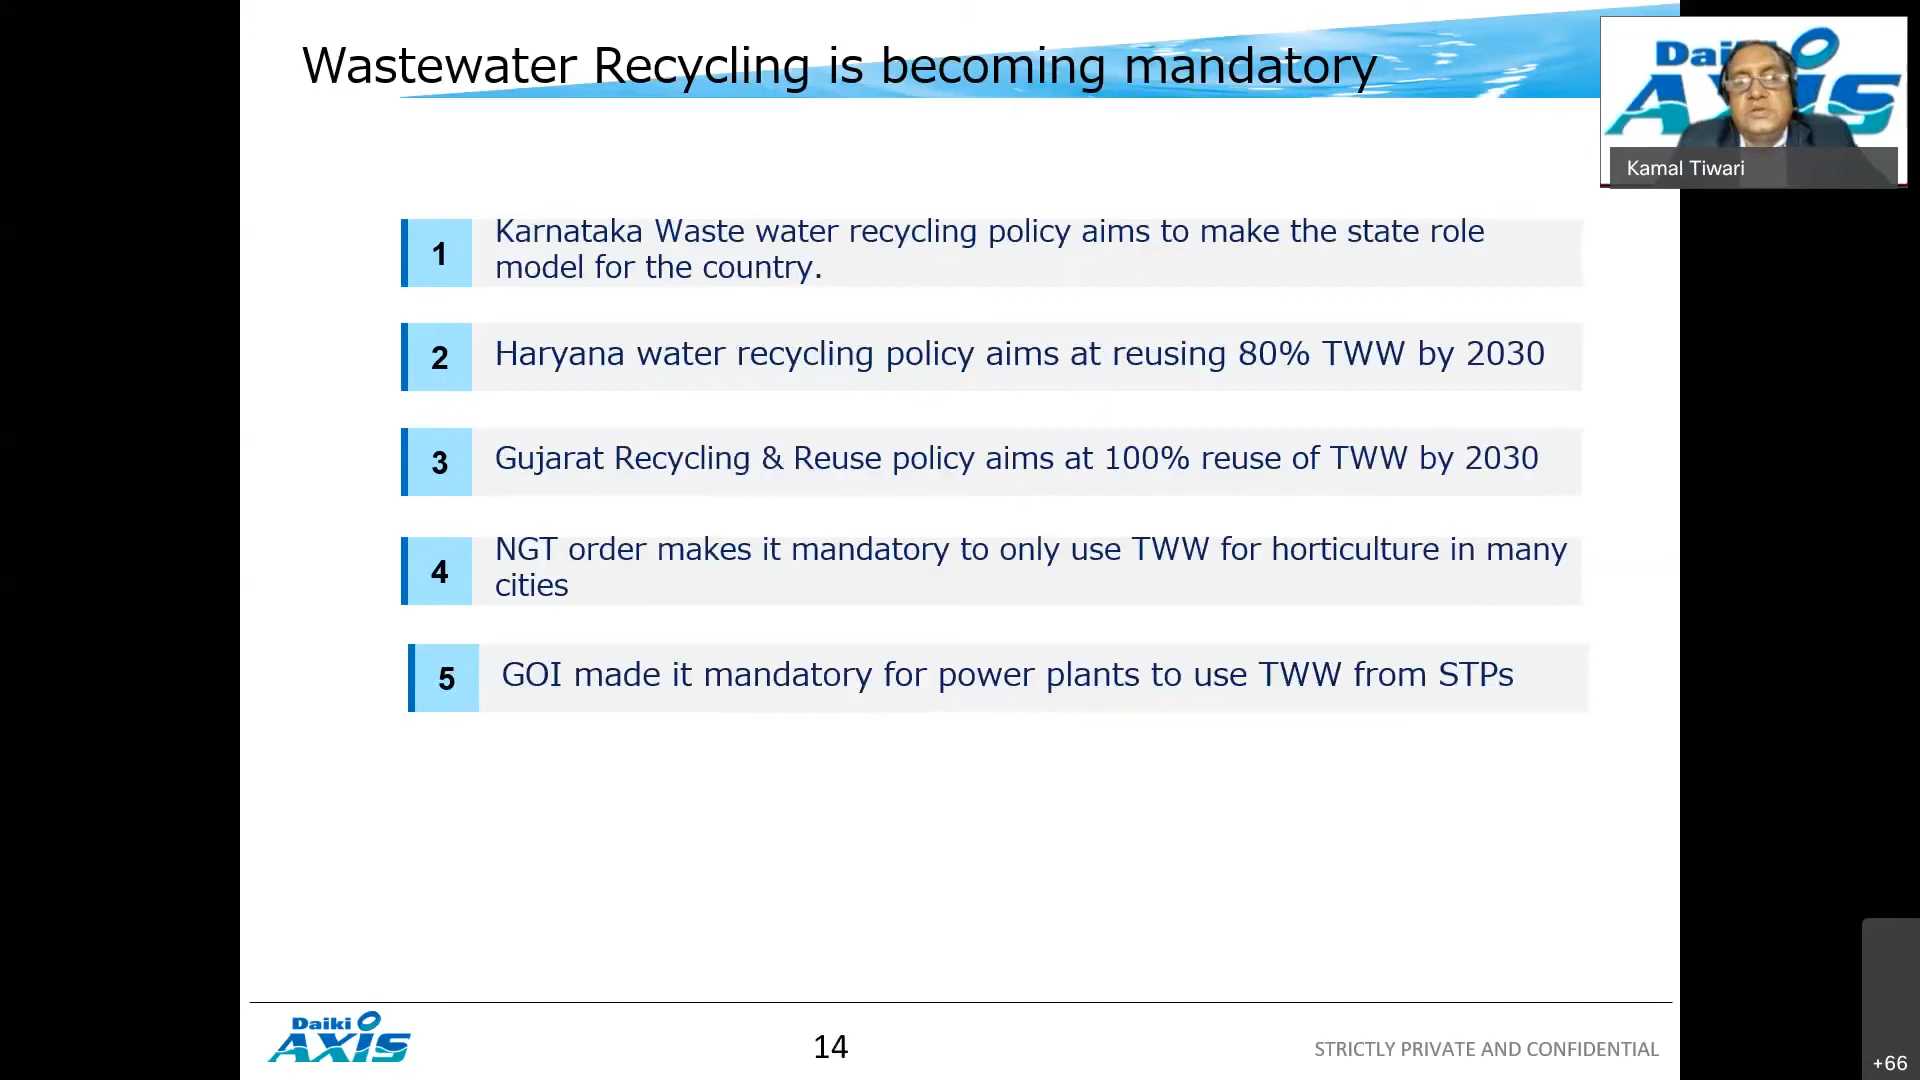 Wastewater Recycling is becoming mandatory
Daiki
AXIS
Kamal Tiwari
1
Karnataka Waste water recycling policy aims to make the state role
model for the country.
2
Haryana water recycling policy aims at reusing 80% TWW by 2030
3
Gujarat Recycling & Reuse policy aims at 100% reuse of TWW by 2030
4
NGT order makes it mandatory to only use TWW for horticulture in many
cities
5
GOI made it mandatory for power plants to use TWW from STPs
Daiki
AXIS
14
STRICTLY PRIVATE AND CONFIDENTIAL
+66